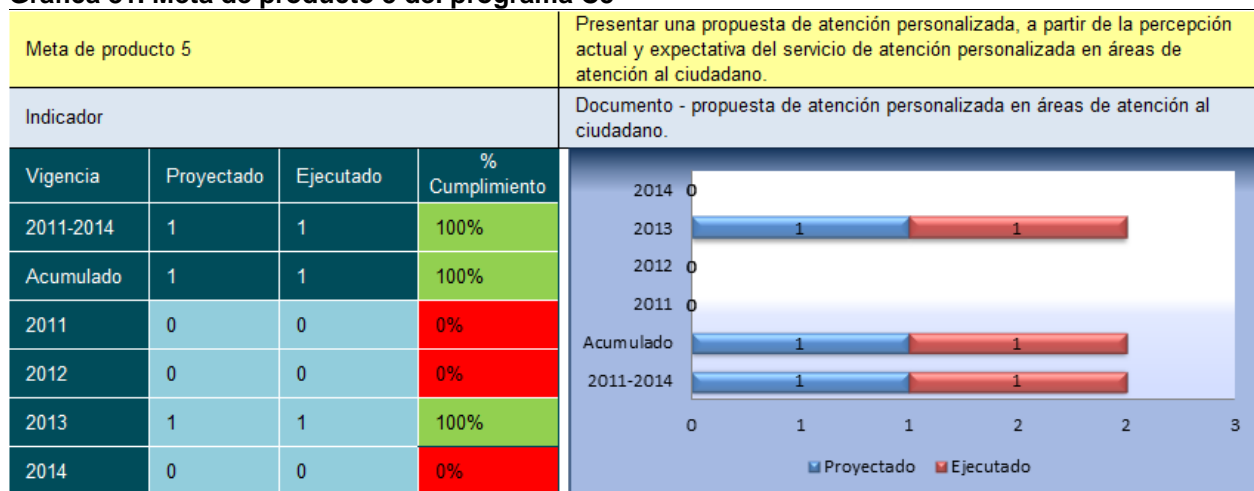 Meta de producto 5
Presentar una propuesta de atención personalizada, a partir de la percepción
actual y expectativa del servicio de atención personalizada en áreas de
atención al ciudadano.
Indicador
Documento - propuesta de atención personalizada en áreas de atención al
ciudadano.
Vigencia Proyectado Ejecutado %
Cumplimiento
2011-2014 1 1 100%
Acumulado 1 1 100%
2011 0 0 0%
2012 0 0 0%
2013 1 1 100%
2014 0 0 0%
2014 0
2013 1 1
2012 0
2011 0
Acumulado 1 1
2011-2014 1 1
0 1 1 2 2 3
Proyectado Ejecutado